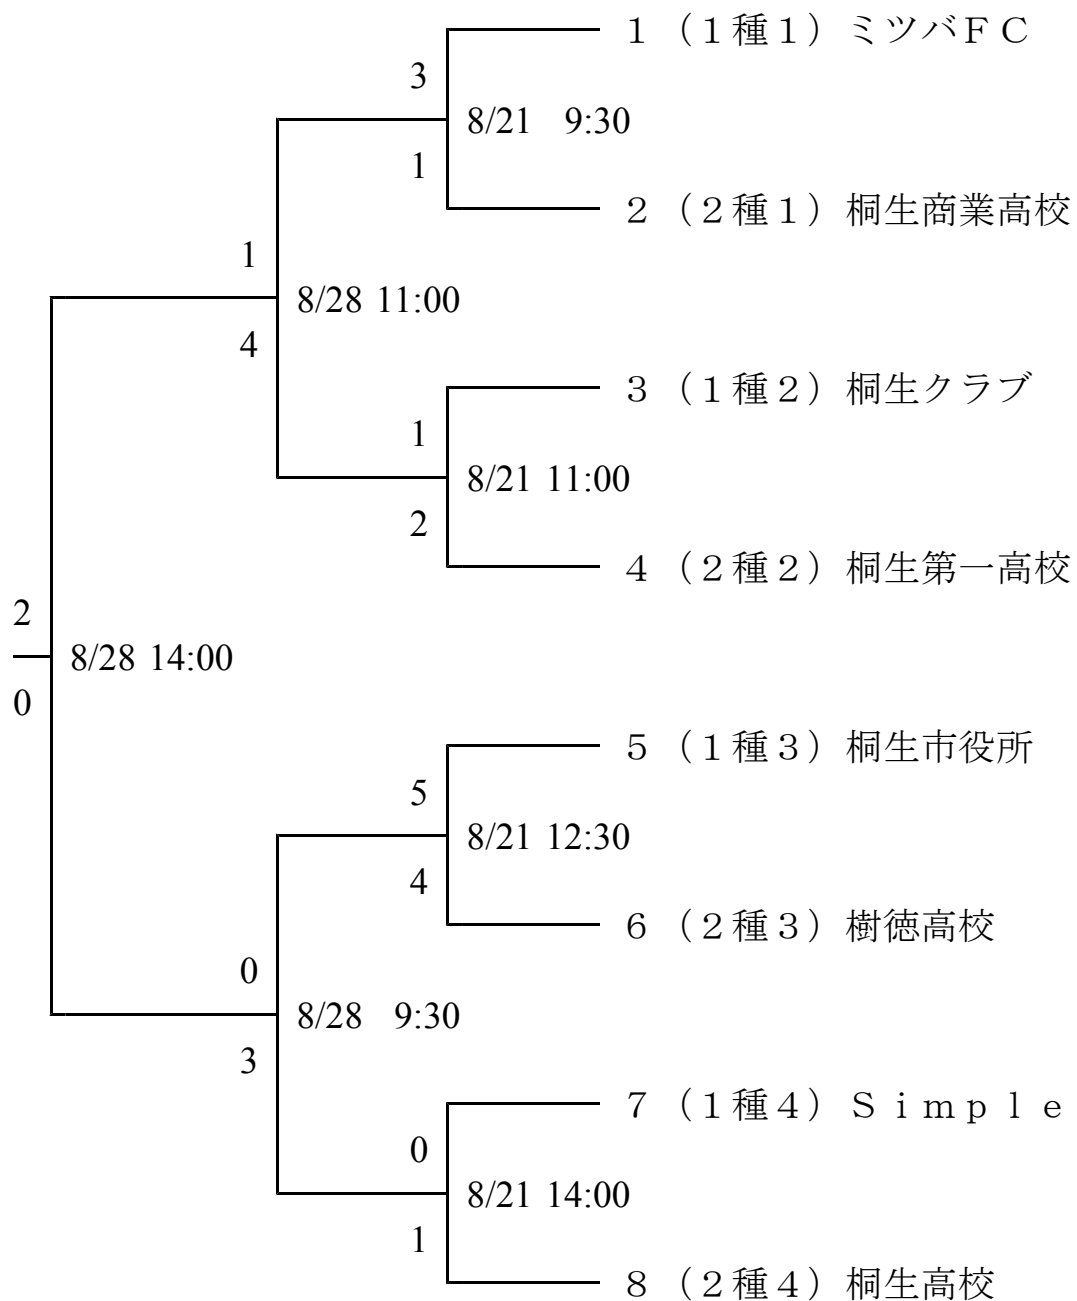 1 （１種１）ミツバＦＣ
3
8/21 9:30
1
2 （２種１）桐生商業高校
1
8/28 11:00
4
3 （１種２）桐生クラブ
1
8/21 11:00
2
4 （２種２）桐生第一高校
2
8/28 14:00
0
5 （１種３）桐生市役所
5
8/21 12:30
4
6 （２種３）樹徳高校
0
8/28 9:30
3
7 （１種４）Ｓｉｍｐｌｅ
0
8/21 14:00
1
8 （２種４）桐生高校